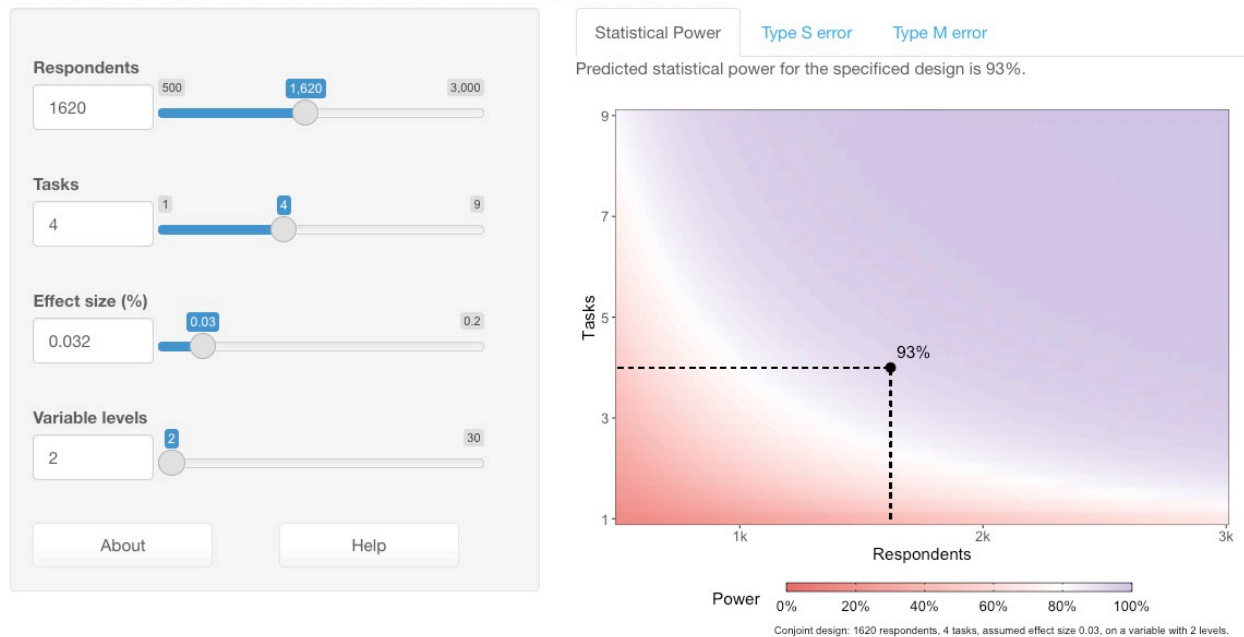 Respondents
1620
500
1,620
3,000
Tasks
4
1
4
9
Effect size (%)
0.032
0.03
0.2
Variable levels
2
2
30
About
Help
Statistical Power
Type S error
Type M error
Predicted statistical power for the specificed design is 93%.
9
7
5
3
1
Tasks
93%
1k
2k
3k
Respondents
Power
0%
20%
40%
60%
80%
100%
Conjoint design: 1620 respondents, 4 tasks, assumed effect size 0.03, on a variable with 2 levels.